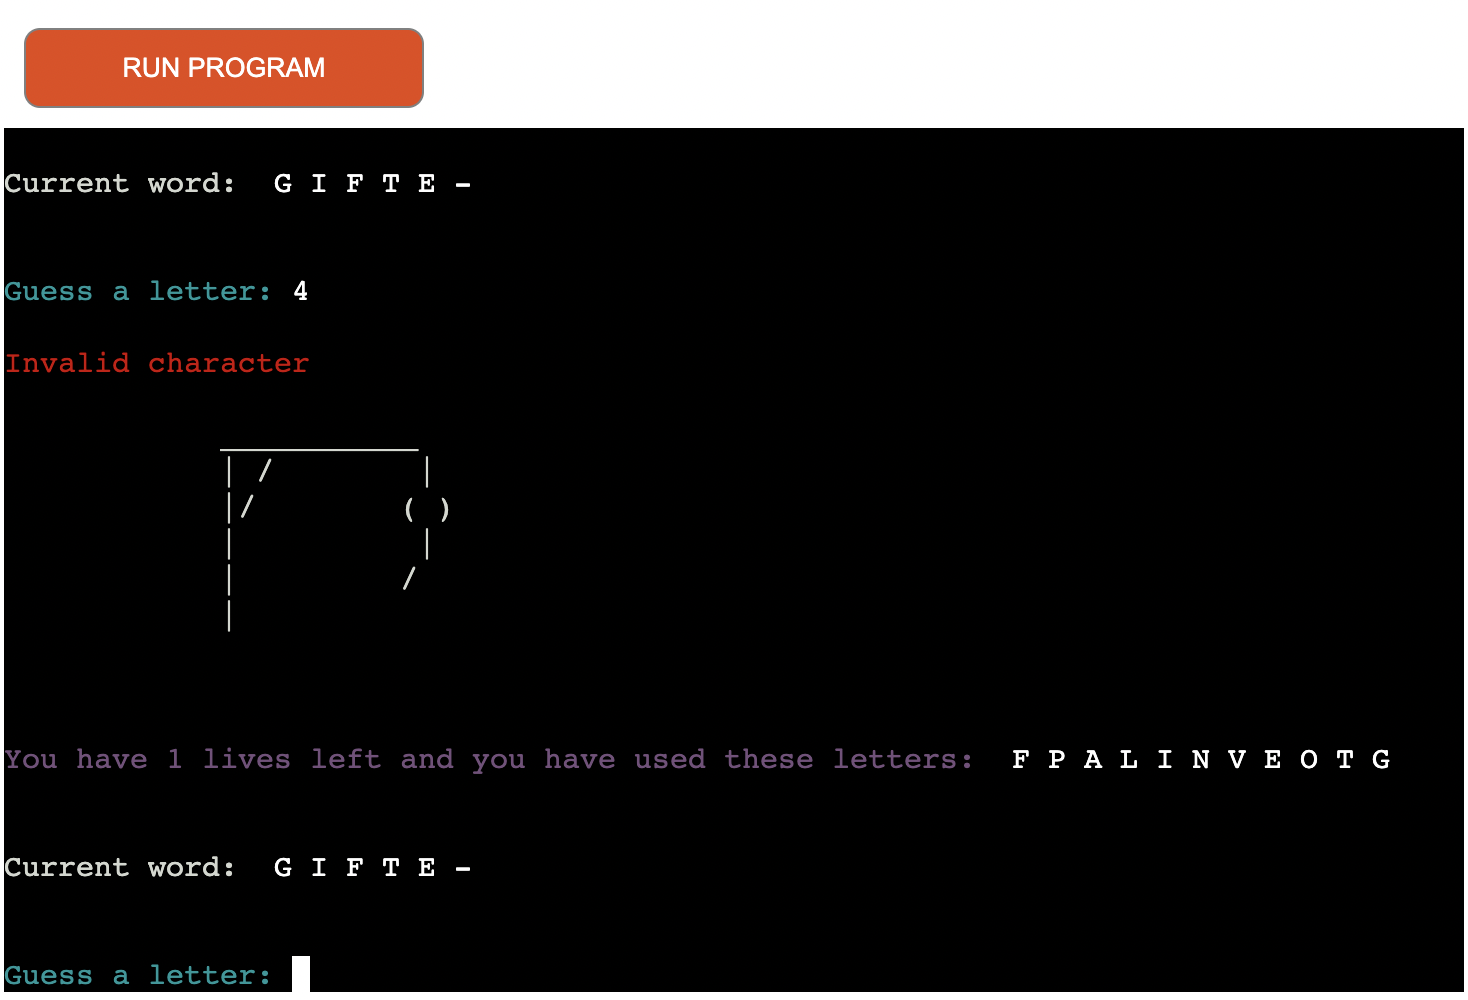 RUN PROGRAM
Current word:  G I F T E -
Guess a letter: 4
Invalid character
___________
| /        |
|/        ( )
|          |
|         /
|
You have 1 lives left and you have used these letters:  F P A L I N V E O T G
Current word:  G I F T E -
Guess a letter: